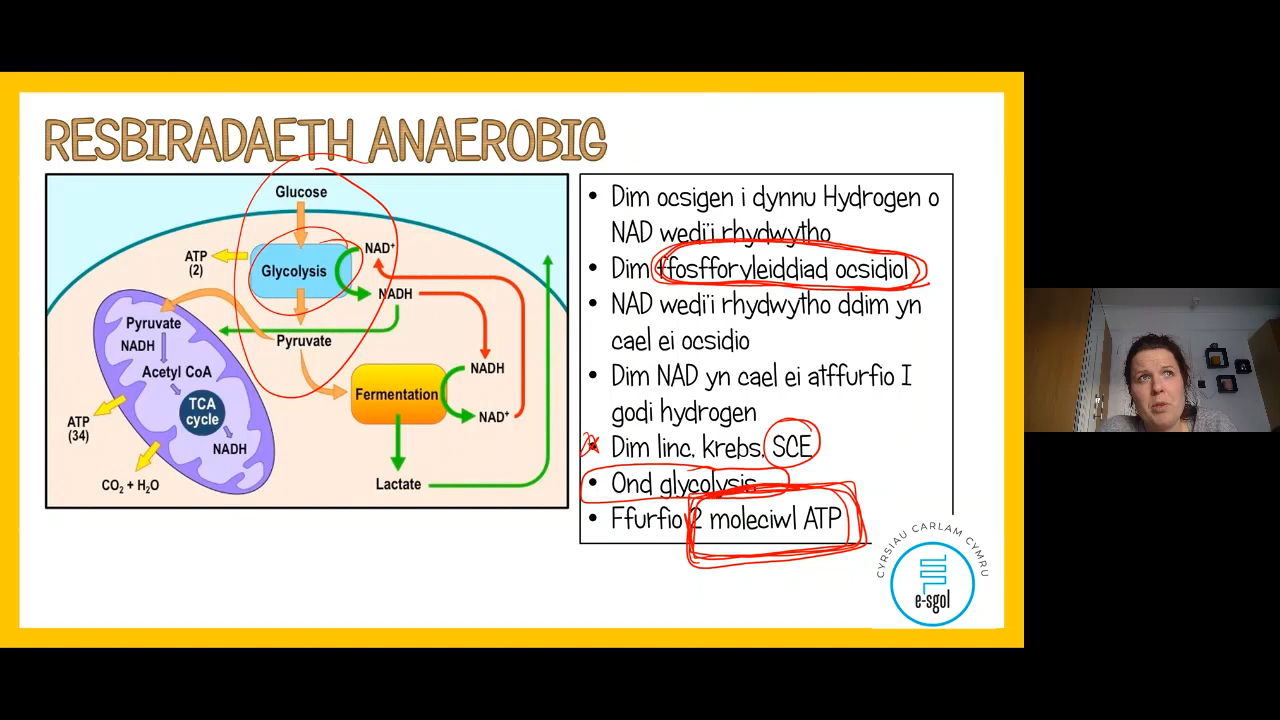 RESBIRADAETH ANAEROBIG
Glucose
ATP
(2)
Glycolysis
NAD⁺
NADH
Pyruvate
Pyruvate
NADH
Acetyl CoA
TCA
cycle
NADH
ATP
(34)
CO₂ + H₂O
Fermentation
NADH
NAD⁺
Lactate
• Dim ocsigen i dynnu Hydrogen o
NAD wedi'i rhydwytho
• Dim ffosfforyleiddiad ocsidiol
• NAD wedi'i rhydwytho ddim yn
cael ei ocsidio
• Dim NAD yn cael ei atffurfio I
godi hydrogen
• Dim linc, krebs, SCE
• Ond glycolysis
• Ffurfio 2 moleciwl ATP
CYRSIAU CARLAM CYMRU
e-sgol